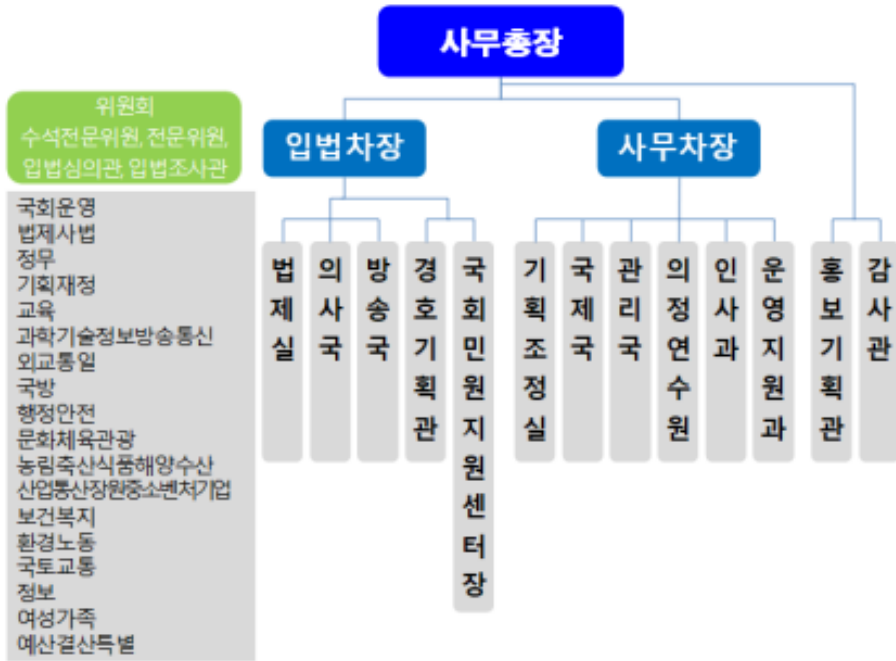 사무총장
위원회
수석전문위원, 전문위원,
입법심의관, 입법조사관
입법차장
사무차장
국회운영
법제사법
정무
기획재정
교육
과학기술정보방송통신
외교통일
국방
행정안전
문화체육관광
농림축산식품해양수산
산업통산장원중소벤처기업
보건복지
환경노동
국토교통
정보
여성가족
예산결산특별
법제실
의사국
방송국
경호기획관
국회민원지원센터장
기획조정실
국제국
관리국
의정연수원
인사과
운영지원과
홍보기획관
감사관